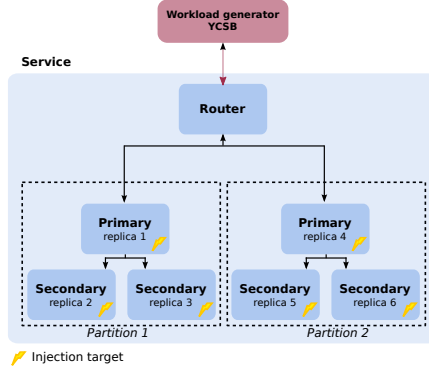 Workload generator
YCSB
Service
Router
Primary
replica 1
Primary
replica 4
Secondary
replica 2
Secondary
replica 3
Secondary
replica 5
Secondary
replica 6
Partition 1
Partition 2
Injection target